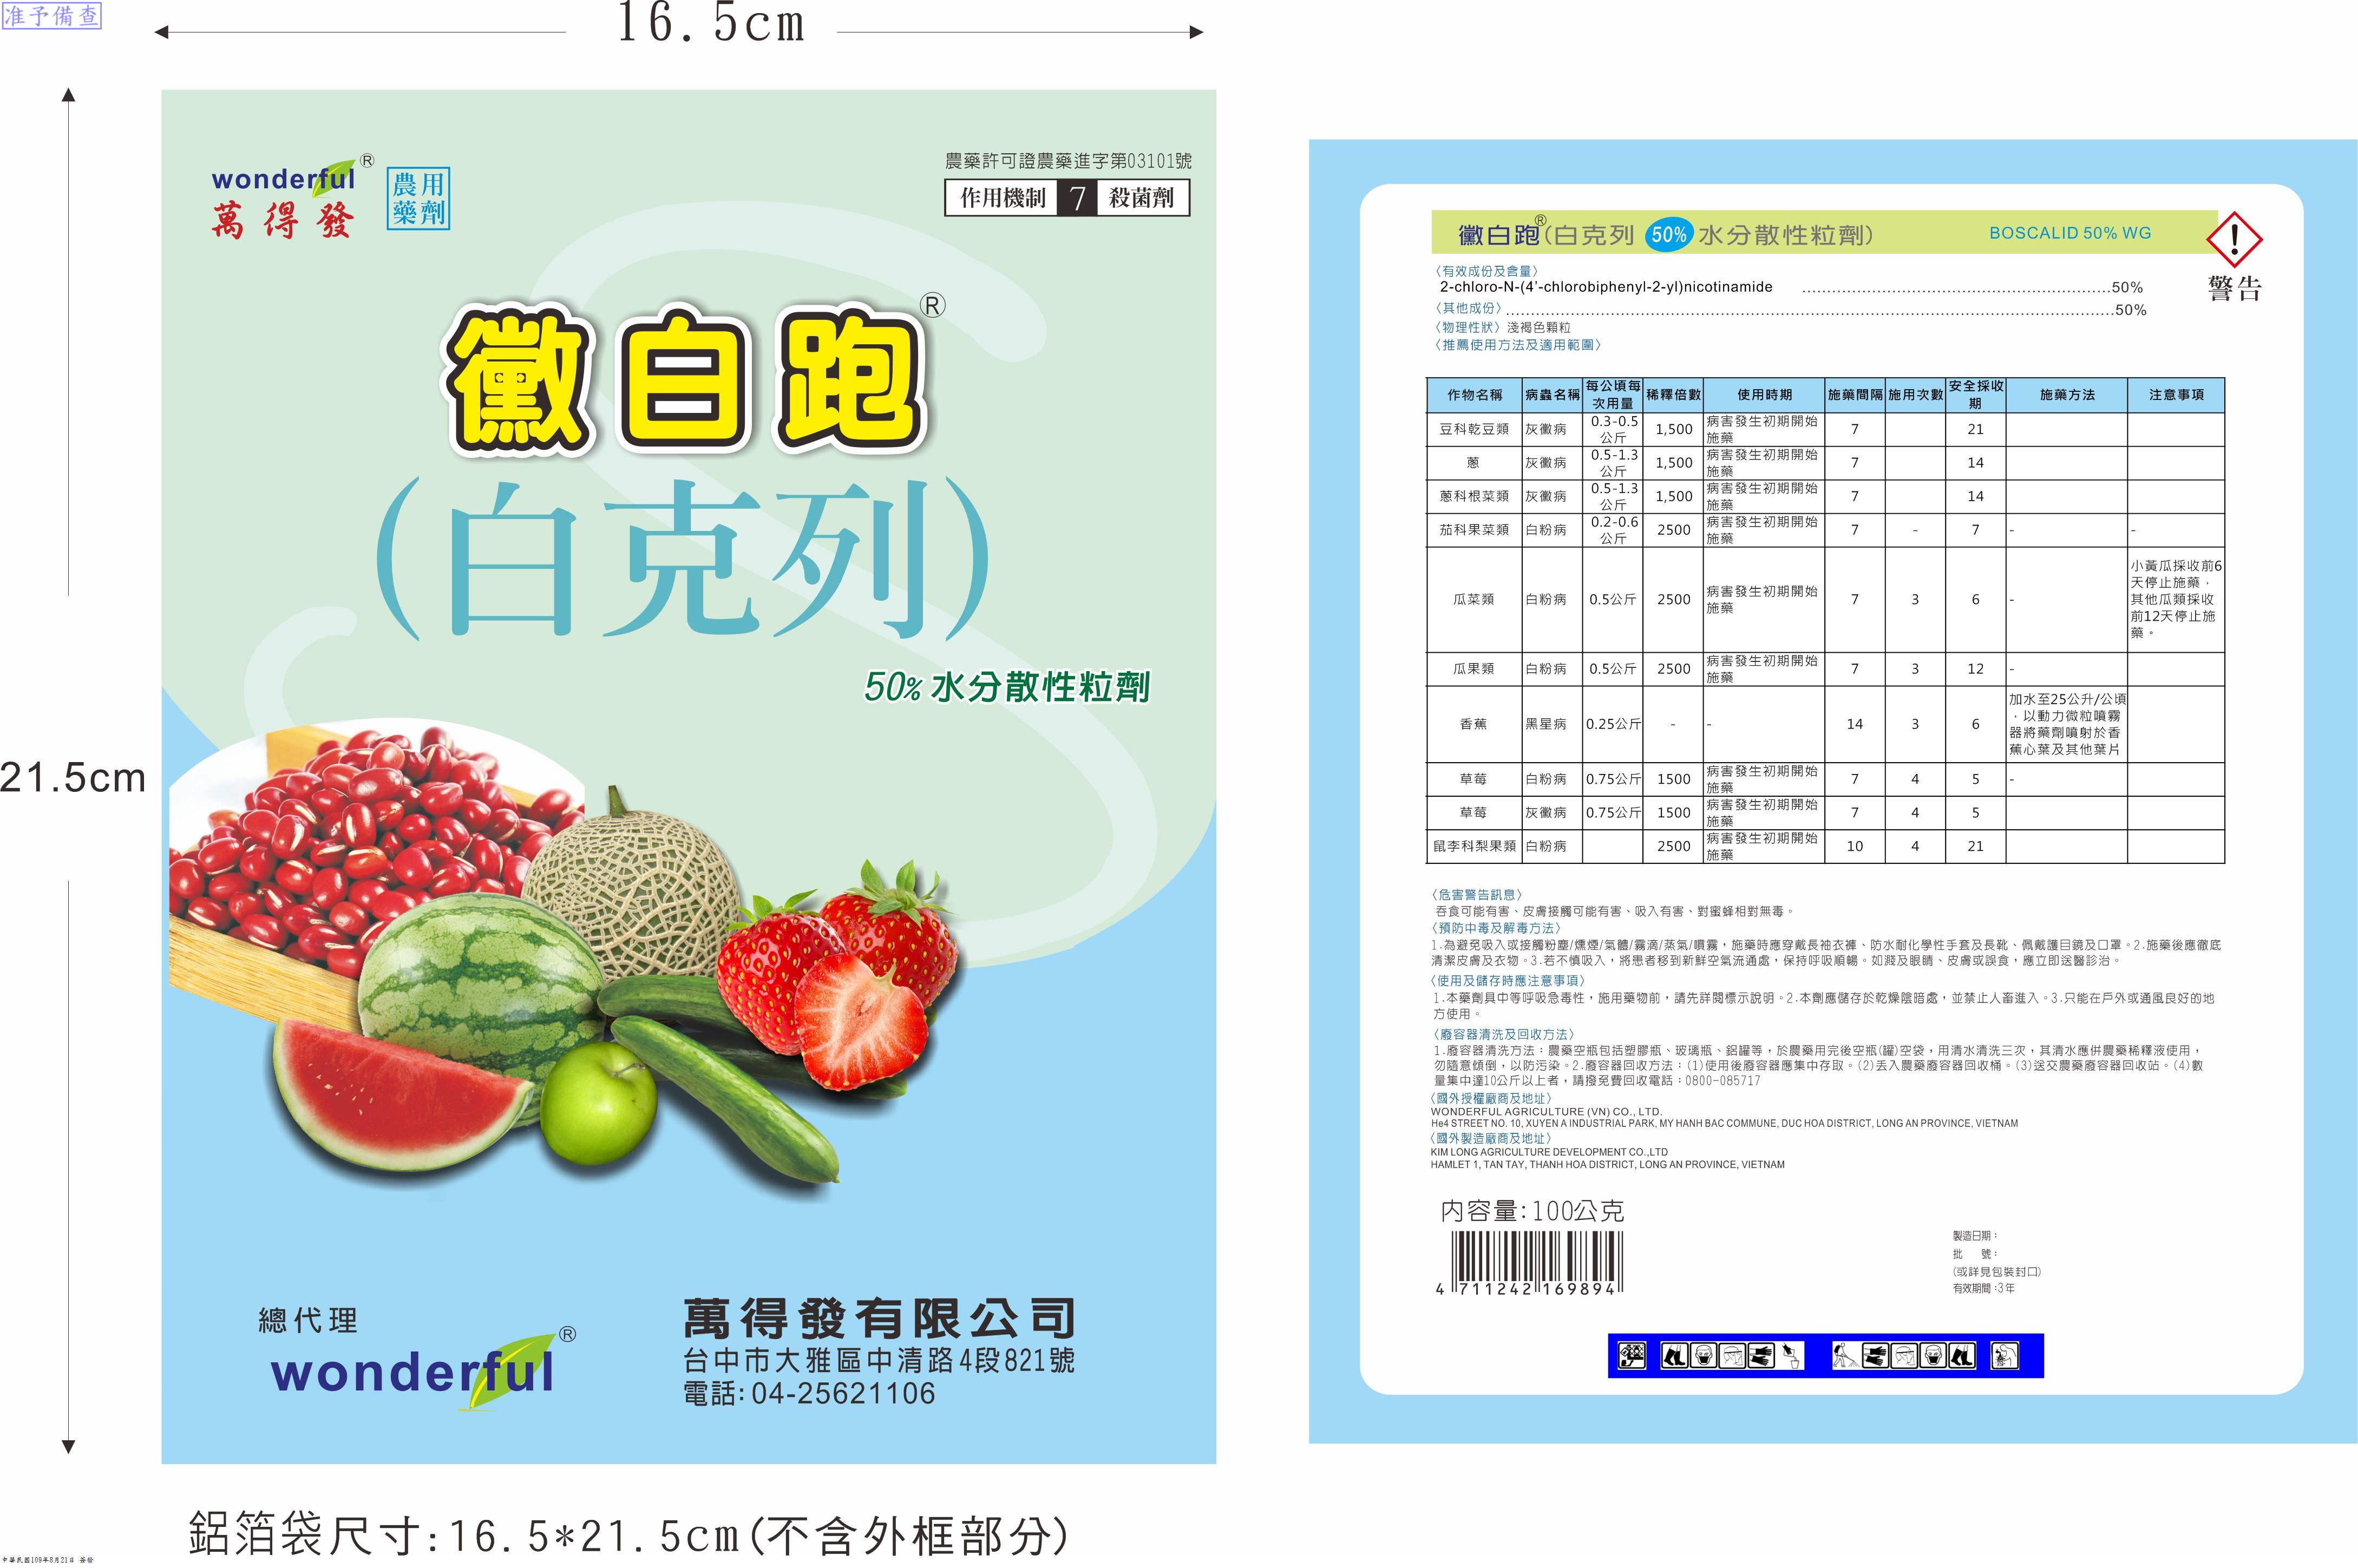 准予備查
16.5cm
21.5cm
wonderful®
萬得發
農用
藥劑
農藥許可證農藥進字第03101號
作用機制 7 殺菌劑
黴白跑®
(白克列)
50% 水分散性粒劑
總代理
wonderful®
萬得發有限公司
台中市大雅區中清路4段821號
電話:04-25621106
鋁箔袋尺寸:16.5*21.5cm(不含外框部分)
中華民國109年8月21日
黴白跑®(白克列 50% 水分散性粒劑) BOSCALID 50% WG
警告
〈有效成份及含量〉
2-chloro-N-(4'-chlorobiphenyl-2-yl)nicotinamide ........................50%
〈其他成份〉........................50%
〈物理性狀〉淺褐色顆粒
〈推薦使用方法及適用範圍〉
作物名稱 病蟲名稱 每公頃每次用量 稀釋倍數 使用時期 施藥間隔 施用次數 安全採收期 施藥方法 注意事項
豆科乾豆類 灰黴病 0.3-0.5公斤 1,500 病害發生初期開始施藥 7 21
蔥 灰黴病 0.5-1.3公斤 1,500 病害發生初期開始施藥 7 14
蔥科根菜類 灰黴病 0.5-1.3公斤 1,500 病害發生初期開始施藥 7 14
茄科果菜類 白粉病 0.2-0.6公斤 2500 病害發生初期開始施藥 7 - 7 - -
瓜菜類 白粉病 0.5公斤 2500 病害發生初期開始施藥 7 3 6 - 小黃瓜採收前6天停止施藥，其他瓜類採收前12天停止施藥。
瓜果類 白粉病 0.5公斤 2500 病害發生初期開始施藥 7 3 12 -
香蕉 黑星病 0.25公斤 - - 14 3 6 加水至25公升/公頃，以動力微粒噴霧器將藥劑噴射於香蕉心葉及其他葉片
草莓 白粉病 0.75公斤 1500 病害發生初期開始施藥 7 4 5 -
草莓 灰黴病 0.75公斤 1500 病害發生初期開始施藥 7 4 5
鼠李科梨果類 白粉病 2500 病害發生初期開始施藥 10 4 21
〈危害警告訊息〉
吞食可能有害、皮膚接觸可能有害、吸入有害、對蜜蜂相對無毒。
〈預防中毒及解毒方法〉
1.為避免吸入或接觸粉塵/燻煙/氣體/霧滴/蒸氣/噴霧，施藥時應穿戴長袖衣褲、防水耐化學性手套及長靴、佩戴護目鏡及口罩。2.施藥後應徹底
清潔皮膚及衣物。3.若不慎吸入，將患者移到新鮮空氣流通處，保持呼吸順暢。如濺及眼睛、皮膚或誤食，應立即送醫診治。
〈使用及儲存時應注意事項〉
1.本藥劑具中等呼吸急毒性，施用藥物前，請先詳閱標示說明。2.本劑應儲存於乾燥陰暗處，並禁止人畜進入。3.只能在戶外或通風良好的地
方使用。
〈廢容器清洗及回收方法〉
1.廢容器清洗方法：農藥空瓶包括塑膠瓶、玻璃瓶、鋁罐等，於農藥用完後空瓶(罐)空袋，用清水清洗三次，其清水應併農藥稀釋液使用，
勿隨意傾倒，以防污染。2.廢容器回收方法：(1)使用後廢容器應集中存取。(2)丟入農藥廢容器回收桶。(3)送交農藥廢容器回收站。(4)數
量集中達10公斤以上者，請撥免費回收電話：0800-085717
〈國外授權廠商及地址〉
WONDERFUL AGRICULTURE (VN) CO., LTD.
He4 STREET NO. 10, XUYEN A INDUSTRIAL PARK, MY HANH BAC COMMUNE, DUC HOA DISTRICT, LONG AN PROVINCE, VIETNAM
〈國外製造廠商及地址〉
KIM LONG AGRICULTURE DEVELOPMENT CO.,LTD
HAMLET 1, TAN TAY, THANH HOA DISTRICT, LONG AN PROVINCE, VIETNAM
內容量:100公克
4 711242 169894
製造日期：
批 號：
(或詳見包裝封口)
有效期間：3年